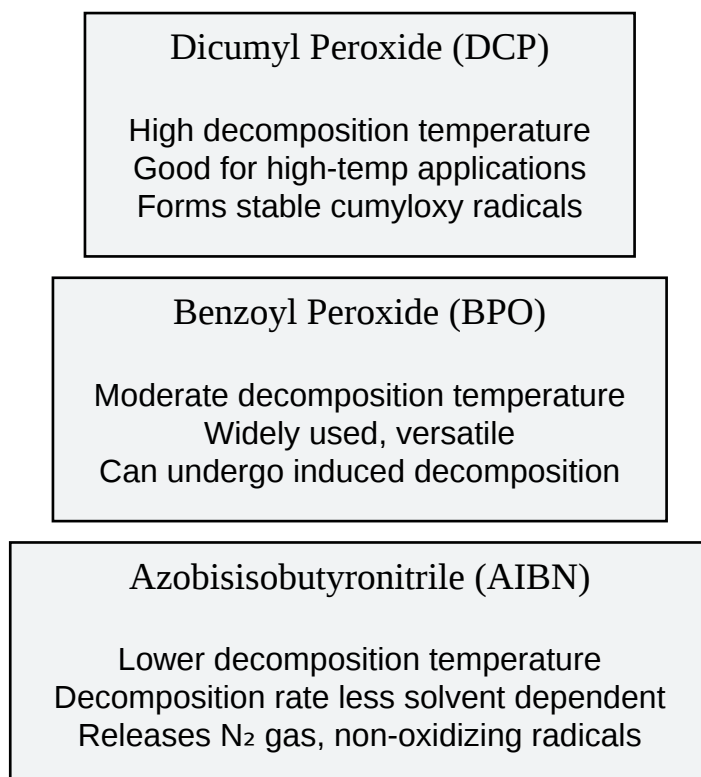 Dicumyl Peroxide (DCP)
High decomposition temperature
Good for high-temp applications
Forms stable cumyloxy radicals
Benzoyl Peroxide (BPO)
Moderate decomposition temperature
Widely used, versatile
Can undergo induced decomposition
Azobisisobutyronitrile (AIBN)
Lower decomposition temperature
Decomposition rate less solvent dependent
Releases N₂ gas, non-oxidizing radicals